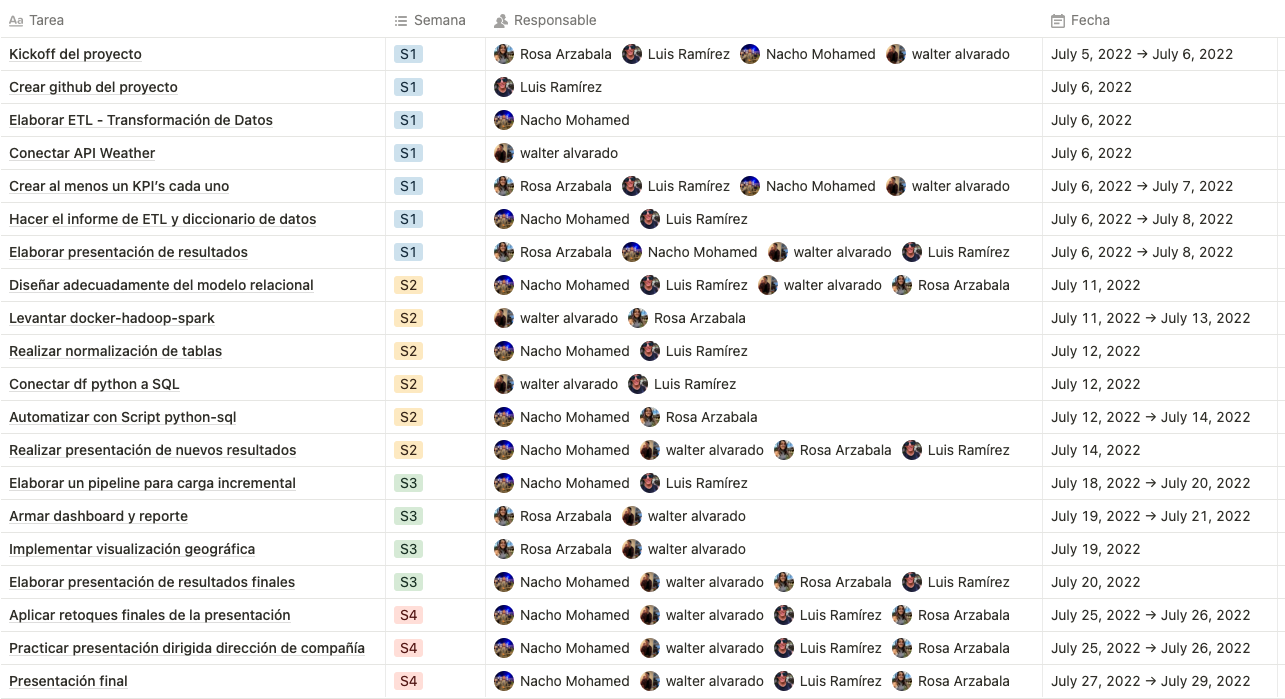 Aa Tarea Semana Responsable Fecha
Kickoff del proyecto S1 Rosa Arzabala Luis Ramírez Nacho Mohamed walter alvarado July 5, 2022 → July 6, 2022
Crear github del proyecto S1 Luis Ramírez July 6, 2022
Elaborar ETL - Transformación de Datos S1 Nacho Mohamed July 6, 2022
Conectar API Weather S1 walter alvarado July 6, 2022
Crear al menos un KPI’s cada uno S1 Rosa Arzabala Luis Ramírez Nacho Mohamed walter alvarado July 6, 2022 → July 7, 2022
Hacer el informe de ETL y diccionario de datos S1 Nacho Mohamed Luis Ramírez July 6, 2022 → July 8, 2022
Elaborar presentación de resultados S1 Rosa Arzabala Nacho Mohamed walter alvarado Luis Ramírez July 6, 2022 → July 8, 2022
Diseñar adecuadamente del modelo relacional S2 Nacho Mohamed Luis Ramírez walter alvarado Rosa Arzabala July 11, 2022
Levantar docker-hadoop-spark S2 walter alvarado Rosa Arzabala July 11, 2022 → July 13, 2022
Realizar normalización de tablas S2 Nacho Mohamed Luis Ramírez July 12, 2022
Conectar df python a SQL S2 walter alvarado Luis Ramírez July 12, 2022
Automatizar con Script python-sql S2 Nacho Mohamed Rosa Arzabala July 12, 2022 → July 14, 2022
Realizar presentación de nuevos resultados S2 Nacho Mohamed walter alvarado Rosa Arzabala Luis Ramírez July 14, 2022
Elaborar un pipeline para carga incremental S3 Nacho Mohamed Luis Ramírez July 18, 2022 → July 20, 2022
Armar dashboard y reporte S3 Rosa Arzabala walter alvarado July 19, 2022 → July 21, 2022
Implementar visualización geográfica S3 Rosa Arzabala walter alvarado July 19, 2022
Elaborar presentación de resultados finales S3 Nacho Mohamed walter alvarado Rosa Arzabala Luis Ramírez July 20, 2022
Aplicar retoques finales de la presentación S4 Nacho Mohamed walter alvarado Luis Ramírez Rosa Arzabala July 25, 2022 → July 26, 2022
Practicar presentación dirigida dirección de compañía S4 Nacho Mohamed walter alvarado Luis Ramírez Rosa Arzabala July 25, 2022 → July 26, 2022
Presentación final S4 Nacho Mohamed walter alvarado Luis Ramírez Rosa Arzabala July 27, 2022 → July 29, 2022